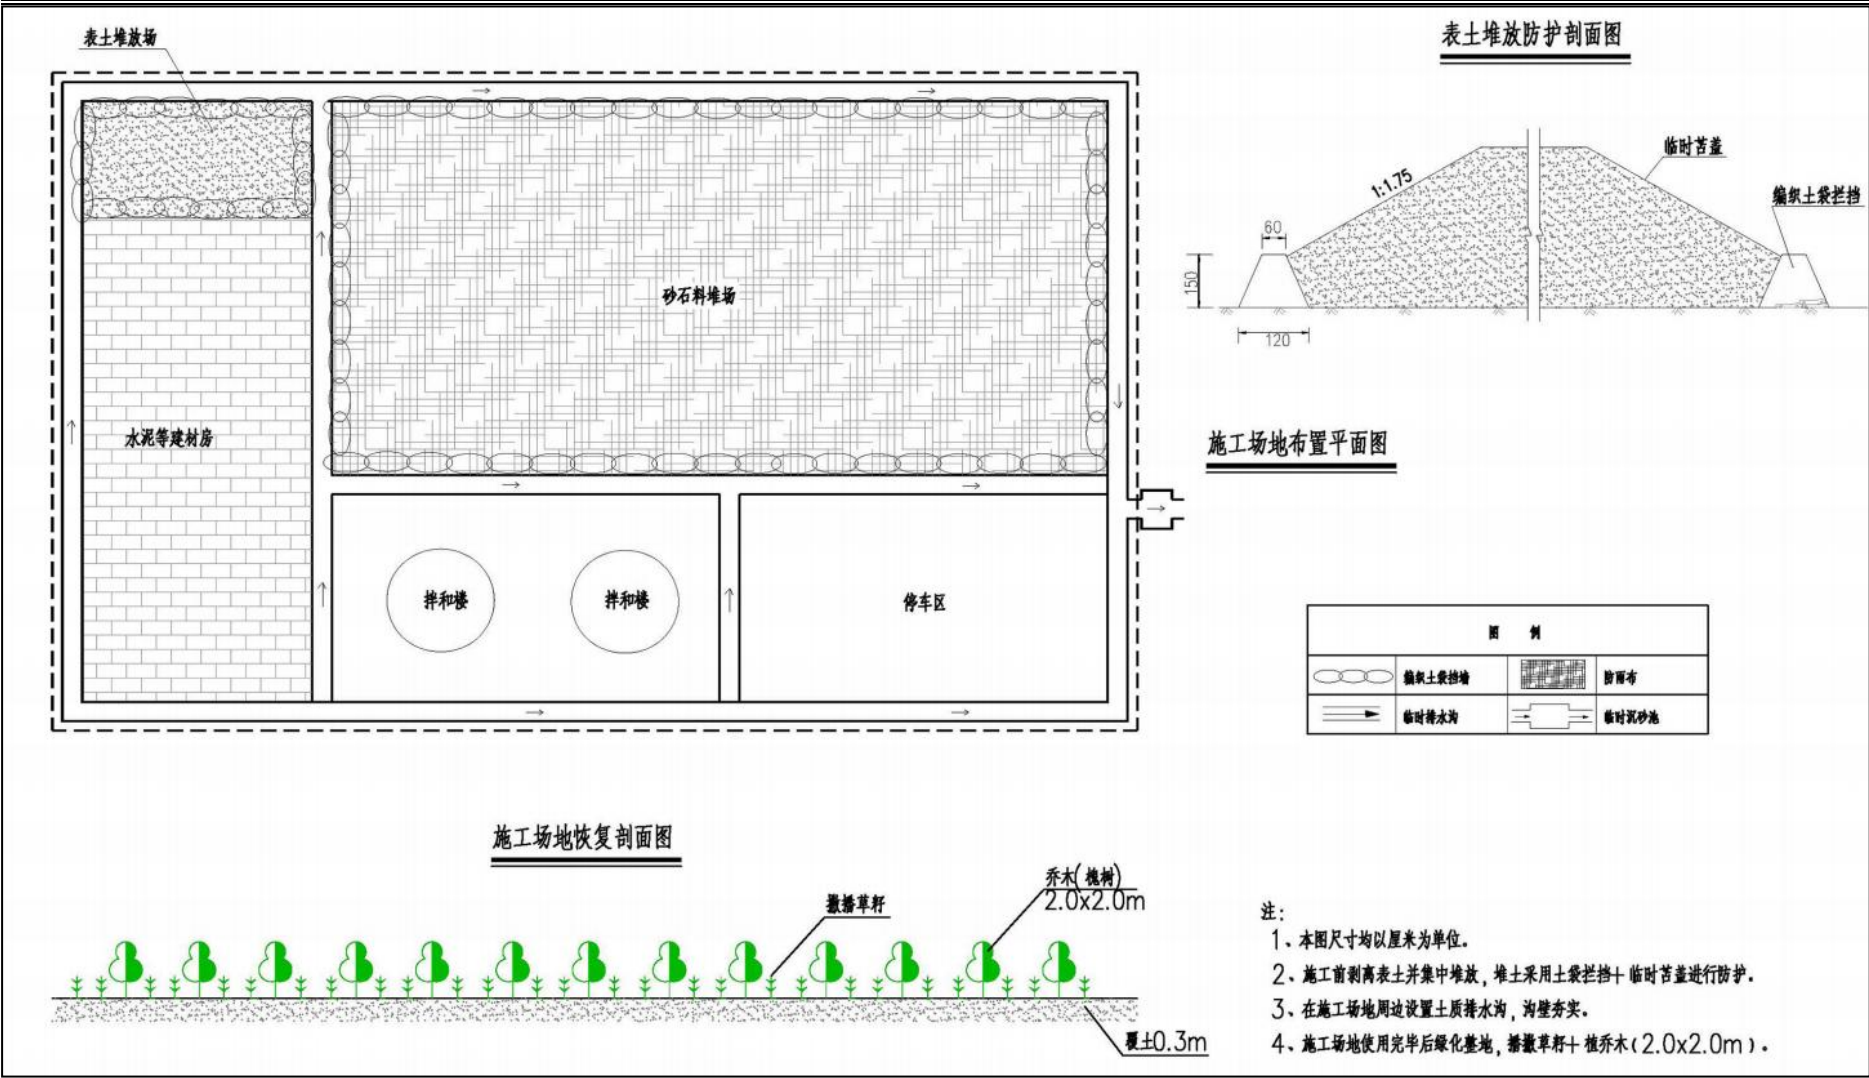 表土堆放场
表土堆放防护剖面图
临时苫盖
1:1.75
编织土袋拦挡
60
150
120
砂石料堆场
水泥等建材房
施工场地布置平面图
拌和楼
拌和楼
停车区
图 例
编织土袋挡墙
防雨布
临时排水沟
临时沉砂池
施工场地恢复剖面图
撒播草籽
乔木(槐树)
2.0x2.0m
覆土0.3m
注:
1、本图尺寸均以厘米为单位。
2、施工前剥离表土并集中堆放,堆土采用土袋拦挡+临时苫盖进行防护。
3、在施工场地周边设置土质排水沟,沟壁夯实。
4、施工场地使用完毕后绿化整地,播撒草籽+植乔木(2.0x2.0m)。